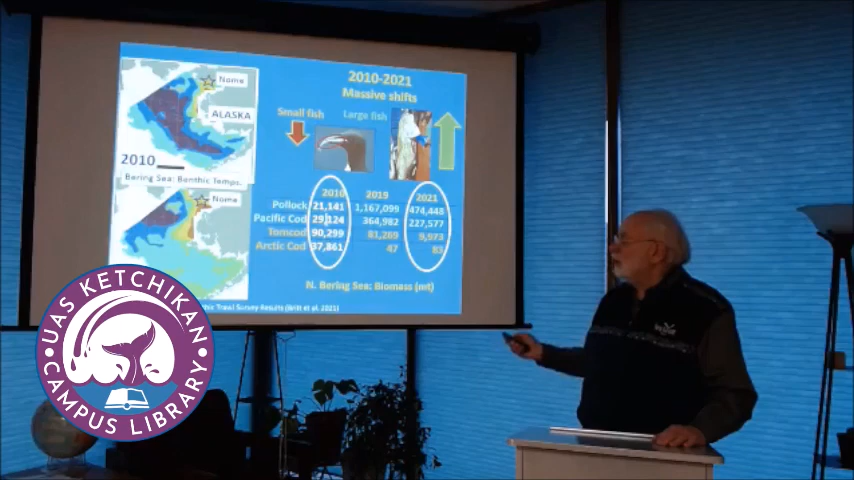 Nome
ALASKA
2010
Bering Sea: Benthic Temps.
Nome
2010-2021
Massive shifts
Small fish
Large fish
2010 2019 2021
Pollock 21,141 1,167,099 474,448
Pacific Cod 29,124 364,982 227,577
Tomcod 90,299 81,289 9,973
Arctic Cod 37,861 47 83
N. Bering Sea: Biomass (mt)
Trawl Survey Results (Britt et al. 2021)
UAS KETCHIKAN
CAMPUS LIBRARY